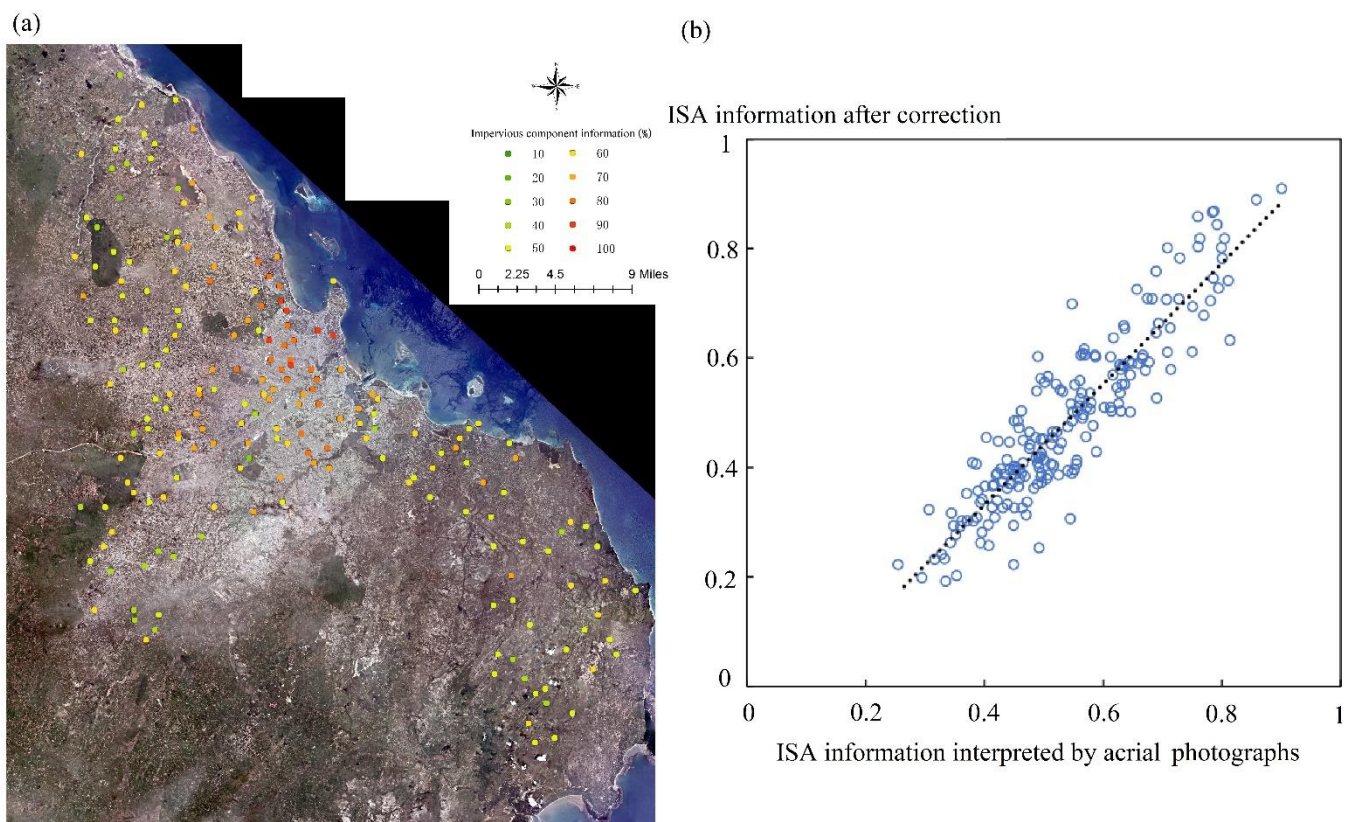 (a)
Impervious component information (%)
10 60
20 70
30 80
40 90
50 100
0 2.25 4.5 9 Miles
(b)
ISA information after correction
1
0.8
0.6
0.4
0.2
0
0 0.2 0.4 0.6 0.8 1
ISA information interpreted by acrial photographs